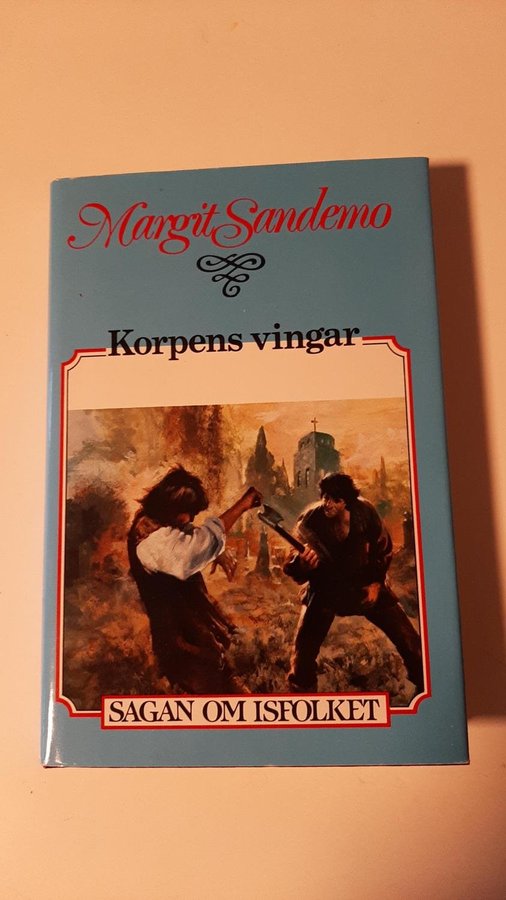 Margit Sandemo
Korpens vingar
SAGAN OM ISFOLKET